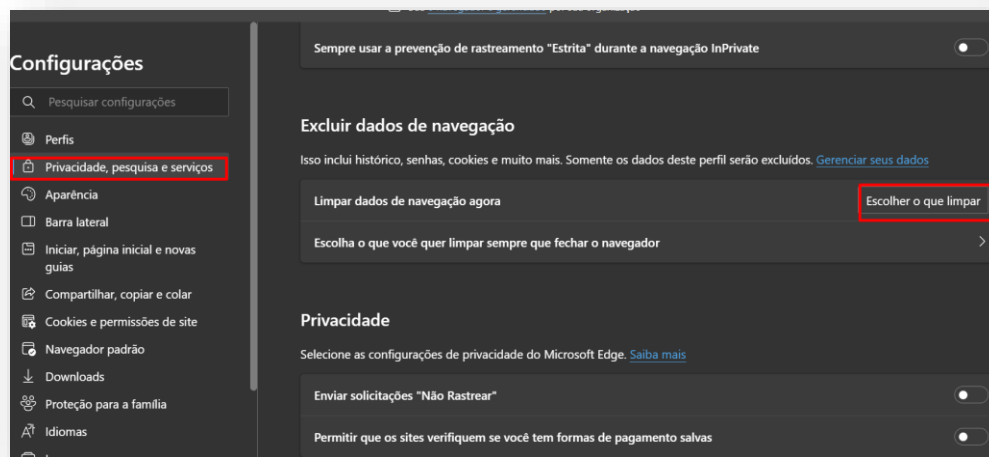 Sempre usar a prevenção de rastreamento "Estrita" durante a navegação InPrivate
Configurações
Pesquisar configurações
Perfis
Privacidade, pesquisa e serviços
Aparência
Barra lateral
Iniciar, página inicial e novas
guias
Compartilhar, copiar e colar
Cookies e permissões de site
Navegador padrão
Downloads
Proteção para a família
Idiomas
Excluir dados de navegação
Isso inclui histórico, senhas, cookies e muito mais. Somente os dados deste perfil serão excluídos. Gerenciar seus dados
Limpar dados de navegação agora
Escolher o que limpar
Escolha o que você quer limpar sempre que fechar o navegador
Privacidade
Selecione as configurações de privacidade do Microsoft Edge. Saiba mais
Enviar solicitações "Não Rastrear"
Permitir que os sites verifiquem se você tem formas de pagamento salvas